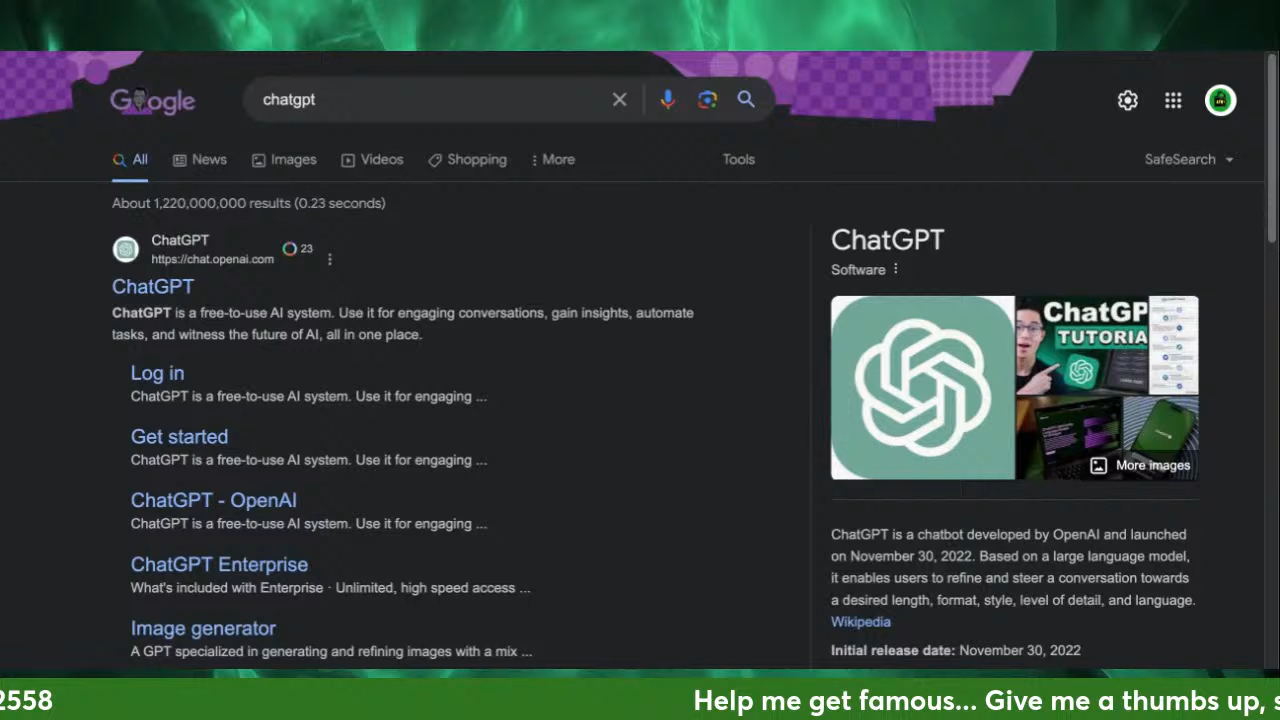 Google
chatgpt
All News Images Videos Shopping More Tools SafeSearch
About 1,220,000,000 results (0.23 seconds)
ChatGPT
https://chat.openai.com
23
ChatGPT
ChatGPT is a free-to-use AI system. Use it for engaging conversations, gain insights, automate
tasks, and witness the future of AI, all in one place.
Log in
ChatGPT is a free-to-use AI system. Use it for engaging ...
Get started
ChatGPT is a free-to-use AI system. Use it for engaging ...
ChatGPT - OpenAI
ChatGPT is a free-to-use AI system. Use it for engaging ...
ChatGPT Enterprise
What's included with Enterprise · Unlimited, high speed access ...
Image generator
A GPT specialized in generating and refining images with a mix ...
ChatGPT
Software
ChatGP
TUTORIA
More images
ChatGPT is a chatbot developed by OpenAI and launched
on November 30, 2022. Based on a large language model,
it enables users to refine and steer a conversation towards
a desired length, format, style, level of detail, and language.
Wikipedia
Initial release date: November 30, 2022
2558
Help me get famous... Give me a thumbs up, s